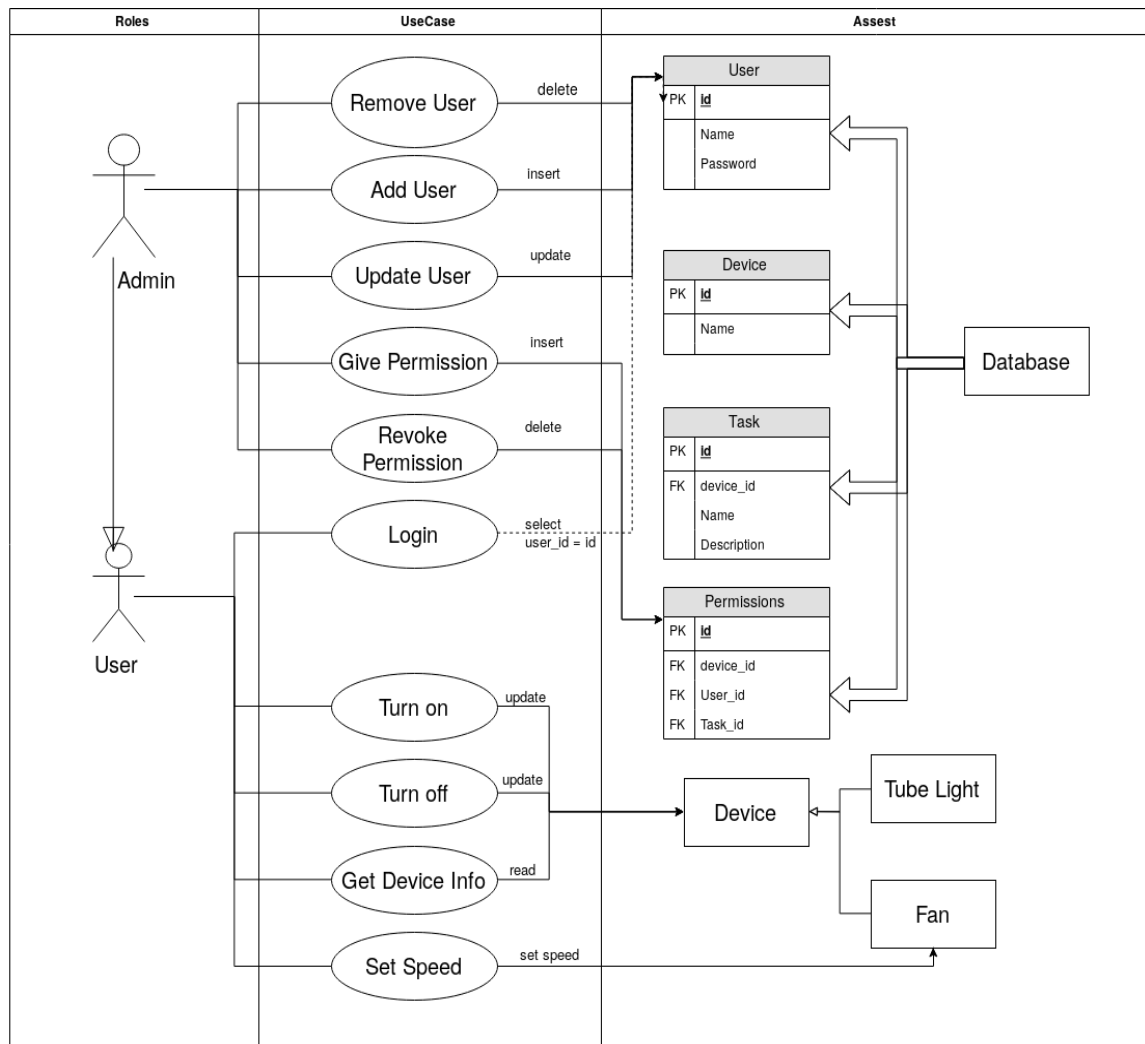 Roles
UseCase
Assest
Remove User
delete
Add User
insert
Update User
update
Give Permission
insert
Revoke
Permission
delete
Login
select
user_id = id
Turn on
update
Turn off
update
Get Device Info
read
Set Speed
set speed
Admin
User
User
PK id
Name
Password
Device
PK id
Name
Task
PK id
FK device_id
Name
Description
Permissions
PK id
FK device_id
FK User_id
FK Task_id
Database
Device
Tube Light
Fan